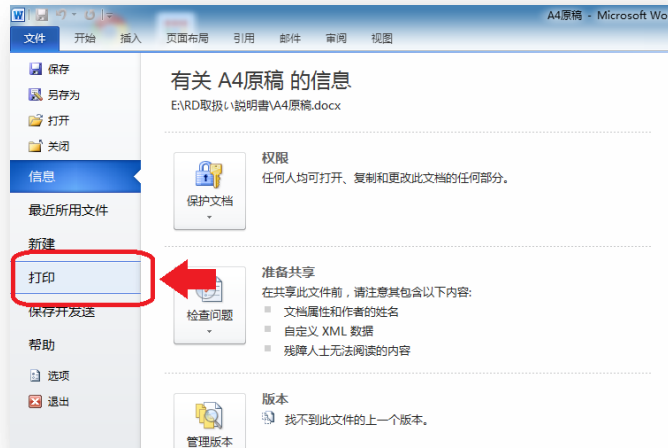 A4原稿 - Microsoft Wo
文件 开始 插入 页面布局 引用 邮件 审阅 视图
保存
另存为
打开
关闭
信息
最近所用文件
新建
打印
保存并发送
帮助
选项
退出
有关 A4原稿 的信息
E:\RD取扱い説明書\A4原稿.docx
保护文档
权限
任何人均可打开、复制和更改此文档的任何部分。
检查问题
准备共享
在共享此文件前，请注意其包含以下内容:
文档属性和作者的姓名
自定义 XML 数据
残障人士无法阅读的内容
管理版本
版本
找不到此文件的上一个版本。